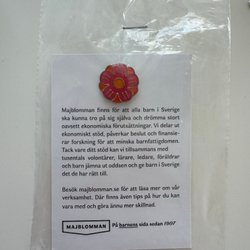 Majblomman finns för att alla barn i Sverige
ska kunna tro på sig själva och drömma stort
oavsett ekonomiska förutsättningar. Vi delar ut
ekonomiskt stöd, påverkar beslut och finansie-
rar forskning för att minska barnfattigdomen.
Tack vare ditt stöd kan vi tillsammans med
tusentals volontärer, lärare, ledare, föräldrar
och barn jämna ut oddsen och ge barn i Sverige
det de har rätt till.
Besök majblomman.se för att läsa mer om vår
verksamhet. Där finns även tips på hur du kan
vara med och göra ännu mer skillnad.
MAJBLOMMAN
På barnens sida sedan 1907